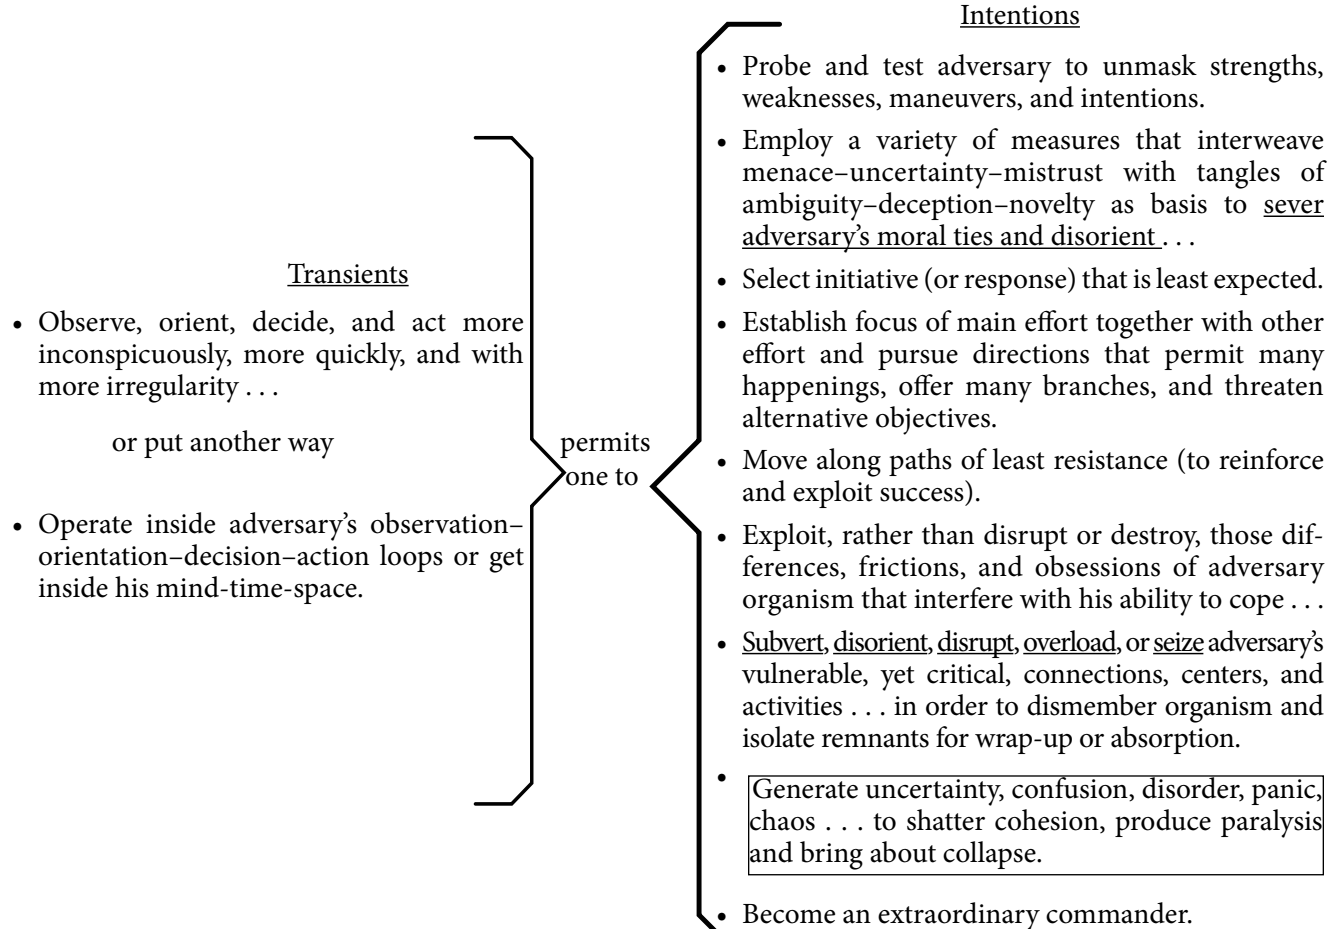 Transients
• Observe, orient, decide, and act more
inconspicuously, more quickly, and with
more irregularity . . .
or put another way
• Operate inside adversary’s observation–
orientation–decision–action loops or get
inside his mind-time-space.
permits
one to
Intentions
• Probe and test adversary to unmask strengths,
weaknesses, maneuvers, and intentions.
• Employ a variety of measures that interweave
menace–uncertainty–mistrust with tangles of
ambiguity–deception–novelty as basis to sever
adversary’s moral ties and disorient . . .
• Select initiative (or response) that is least expected.
• Establish focus of main effort together with other
effort and pursue directions that permit many
happenings, offer many branches, and threaten
alternative objectives.
• Move along paths of least resistance (to reinforce
and exploit success).
• Exploit, rather than disrupt or destroy, those dif-
ferences, frictions, and obsessions of adversary
organism that interfere with his ability to cope . . .
• Subvert, disorient, disrupt, overload, or seize adversary’s
vulnerable, yet critical, connections, centers, and
activities . . . in order to dismember organism and
isolate remnants for wrap-up or absorption.
• Generate uncertainty, confusion, disorder, panic,
chaos . . . to shatter cohesion, produce paralysis
and bring about collapse.
• Become an extraordinary commander.